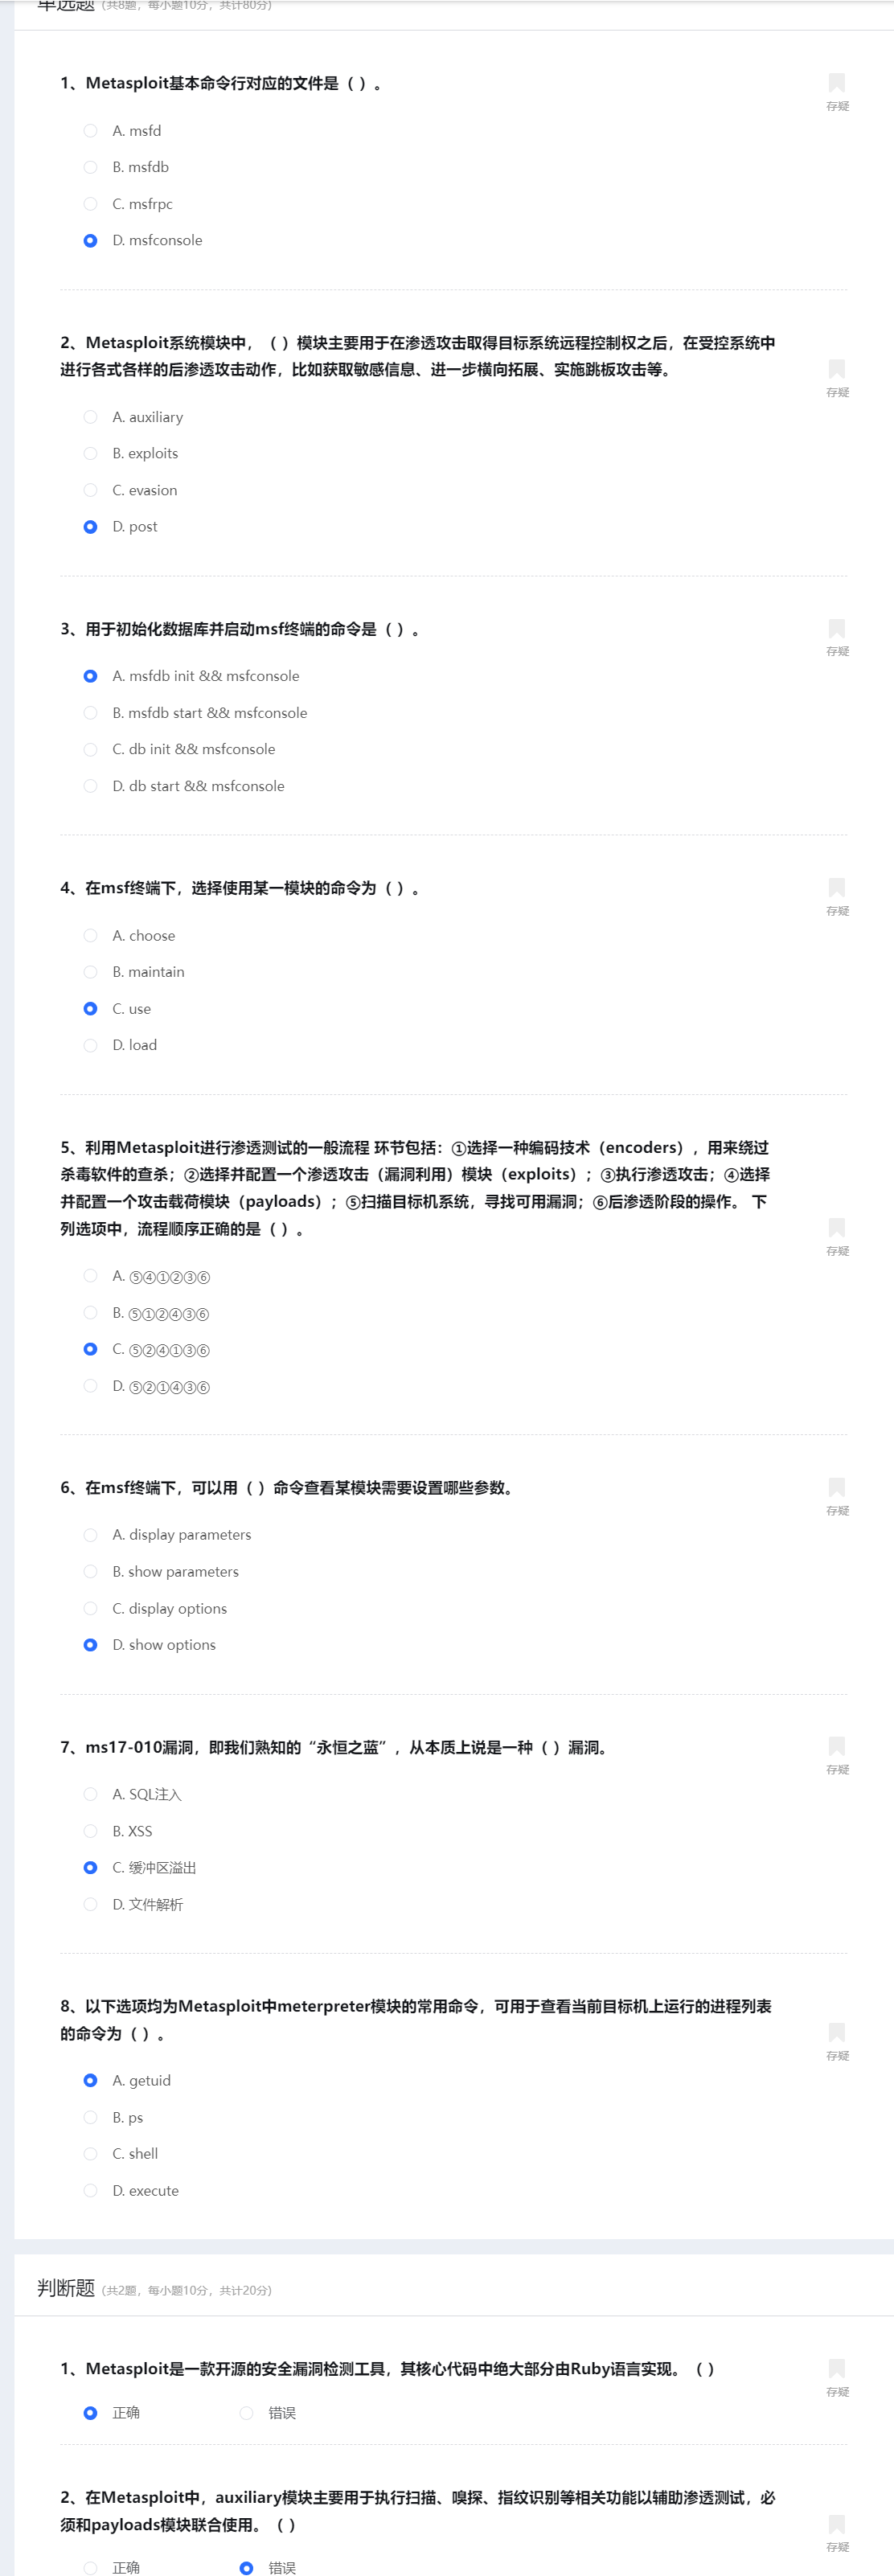 单选题（共8题，每小题10分，共计80分）
1、Metasploit基本命令行对应的文件是（ ）。
存疑
A. msfd
B. msfdb
C. msfrpc
D. msfconsole
2、Metasploit系统模块中，（ ）模块主要用于在渗透攻击取得目标系统远程控制权之后，在受控系统中
进行各式各样的后渗透攻击动作，比如获取敏感信息、进一步横向拓展、实施跳板攻击等。
存疑
A. auxiliary
B. exploits
C. evasion
D. post
3、用于初始化数据库并启动msf终端的命令是（ ）。
存疑
A. msfdb init && msfconsole
B. msfdb start && msfconsole
C. db init && msfconsole
D. db start && msfconsole
4、在msf终端下，选择使用某一模块的命令为（ ）。
存疑
A. choose
B. maintain
C. use
D. load
5、利用Metasploit进行渗透测试的一般流程 环节包括：①选择一种编码技术（encoders），用来绕过
杀毒软件的查杀；②选择并配置一个渗透攻击（漏洞利用）模块（exploits）；③执行渗透攻击；④选择
并配置一个攻击载荷模块（payloads）；⑤扫描目标机系统，寻找可用漏洞；⑥后渗透阶段的操作。 下
列选项中，流程顺序正确的是（ ）。
存疑
A. ⑤④①②③⑥
B. ⑤①②④③⑥
C. ⑤②④①③⑥
D. ⑤②①④③⑥
6、在msf终端下，可以用（ ）命令查看某模块需要设置哪些参数。
存疑
A. display parameters
B. show parameters
C. display options
D. show options
7、ms17-010漏洞，即我们熟知的“永恒之蓝”，从本质上说是一种（ ）漏洞。
存疑
A. SQL注入
B. XSS
C. 缓冲区溢出
D. 文件解析
8、以下选项均为Metasploit中meterpreter模块的常用命令，可用于查看当前目标机上运行的进程列表
的命令为（ ）。
存疑
A. getuid
B. ps
C. shell
D. execute
判断题（共2题，每小题10分，共计20分）
1、Metasploit是一款开源的安全漏洞检测工具，其核心代码中绝大部分由Ruby语言实现。（ ）
存疑
正确 错误
2、在Metasploit中，auxiliary模块主要用于执行扫描、嗅探、指纹识别等相关功能以辅助渗透测试，必
须和payloads模块联合使用。（ ）
存疑
正确 错误